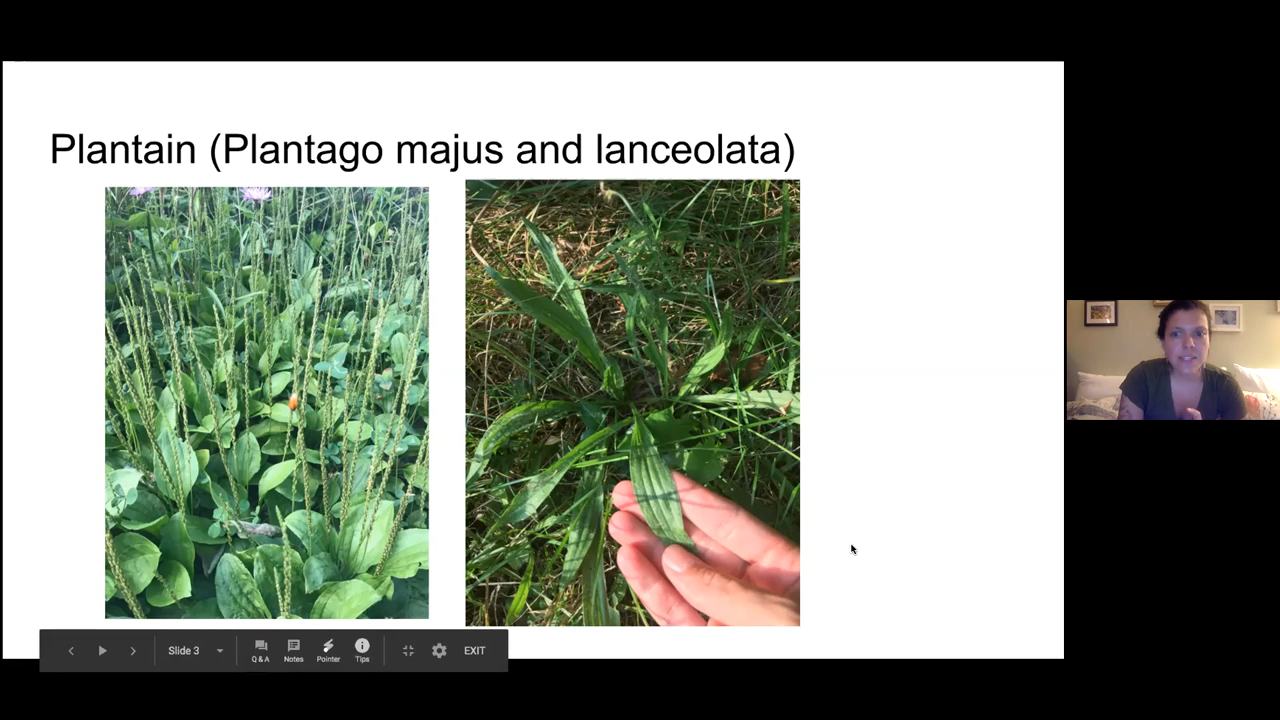 Plantain (Plantago majus and lanceolata)
Slide 3
Q & A
Notes
Pointer
Tips
EXIT